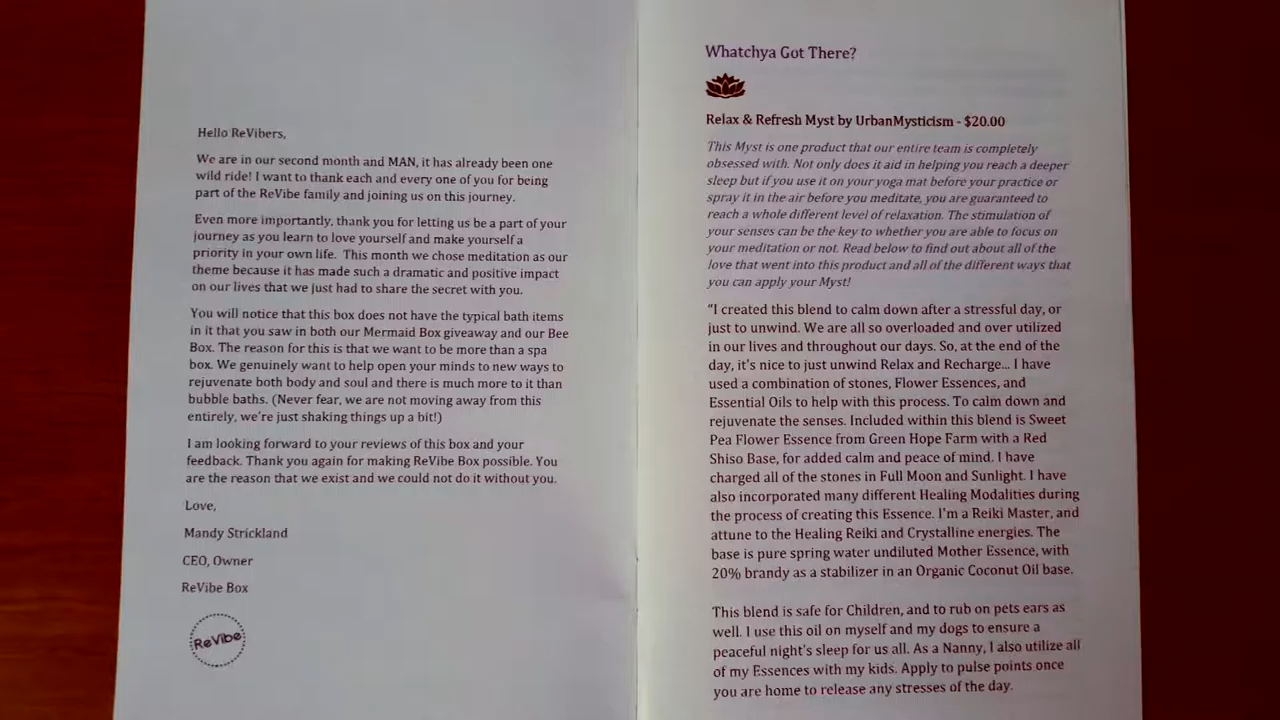 Hello ReVibers,
We are in our second month and MAN, it has already been one
wild ride! I want to thank each and every one of you for being
part of the ReVibe family and joining us on this journey.
Even more importantly, thank you for letting us be a part of your
journey as you learn to love yourself and make yourself a
priority in your own life.  This month we chose meditation as our
theme because it has made such a dramatic and positive impact
on our lives that we just had to share the secret with you.
You will notice that this box does not have the typical bath items
in it that you saw in both our Mermaid Box giveaway and our Bee
Box. The reason for this is that we want to be more than a spa
box. We genuinely want to help open your minds to new ways to
rejuvenate both body and soul and there is much more to it than
bubble baths. (Never fear, we are not moving away from this
entirely, we're just shaking things up a bit!)
I am looking forward to your reviews of this box and your
feedback. Thank you again for making ReVibe Box possible. You
are the reason that we exist and we could not do it without you.
Love,
Mandy Strickland
CEO, Owner
ReVibe Box
ReVibe
Whatchya Got There?
Relax & Refresh Myst by UrbanMysticism - $20.00
This Myst is one product that our entire team is completely
obsessed with. Not only does it aid in helping you reach a deeper
sleep but if you use it on your yoga mat before your practice or
spray it in the air before you meditate, you are guaranteed to
reach a whole different level of relaxation. The stimulation of
your senses can be the key to whether you are able to focus on
your meditation or not. Read below to find out about all of the
love that went into this product and all of the different ways that
you can apply your Myst!
"I created this blend to calm down after a stressful day, or
just to unwind. We are all so overloaded and over utilized
in our lives and throughout our days. So, at the end of the
day, it's nice to just unwind Relax and Recharge... I have
used a combination of stones, Flower Essences, and
Essential Oils to help with this process. To calm down and
rejuvenate the senses. Included within this blend is Sweet
Pea Flower Essence from Green Hope Farm with a Red
Shiso Base, for added calm and peace of mind. I have
charged all of the stones in Full Moon and Sunlight. I have
also incorporated many different Healing Modalities during
the process of creating this Essence. I'm a Reiki Master, and
attune to the Healing Reiki and Crystalline energies. The
base is pure spring water undiluted Mother Essence, with
20% brandy as a stabilizer in an Organic Coconut Oil base.
This blend is safe for Children, and to rub on pets ears as
well. I use this oil on myself and my dogs to ensure a
peaceful night's sleep for us all. As a Nanny, I also utilize all
of my Essences with my kids. Apply to pulse points once
you are home to release any stresses of the day.